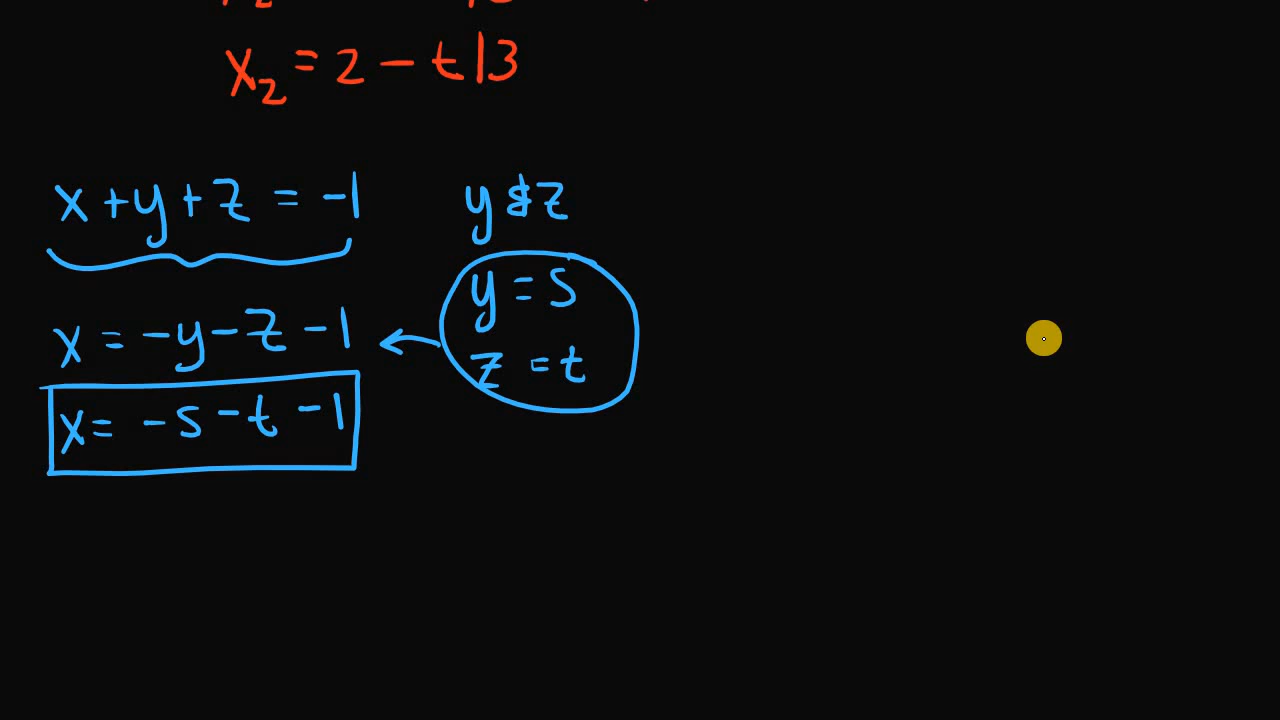 x₂ = 2 - t/3
x + y + z = -1
y & z
y = s
z = t
x = -y - z - 1
x = -s - t - 1